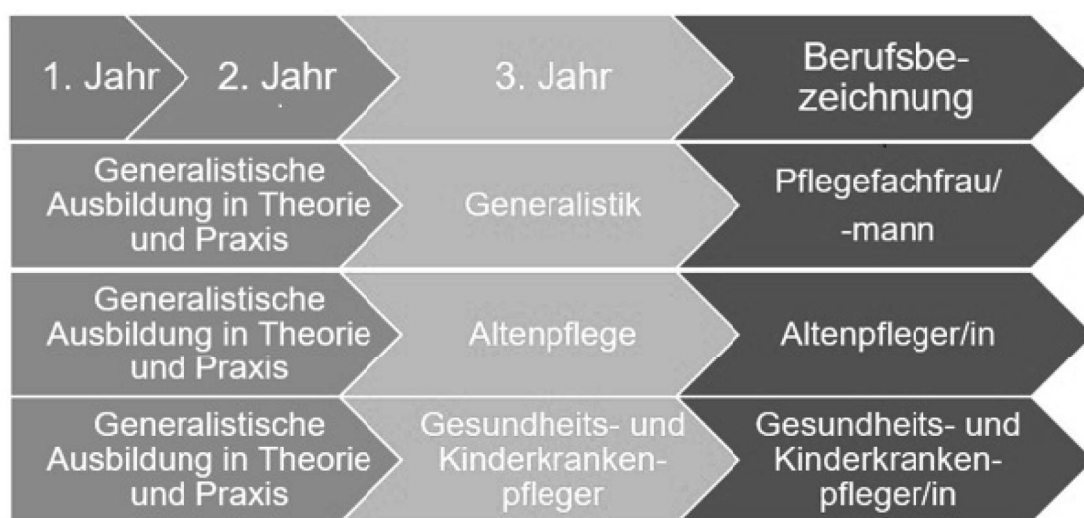 1. Jahr
2. Jahr
3. Jahr
Berufsbe-
zeichnung
Generalistische
Ausbildung in Theorie
und Praxis
Generalistik
Pflegefachfrau/
-mann
Generalistische
Ausbildung in Theorie
und Praxis
Altenpflege
Altenpfleger/in
Generalistische
Ausbildung in Theorie
und Praxis
Gesundheits- und
Kinderkranken-
pfleger
Gesundheits- und
Kinderkranken-
pfleger/in